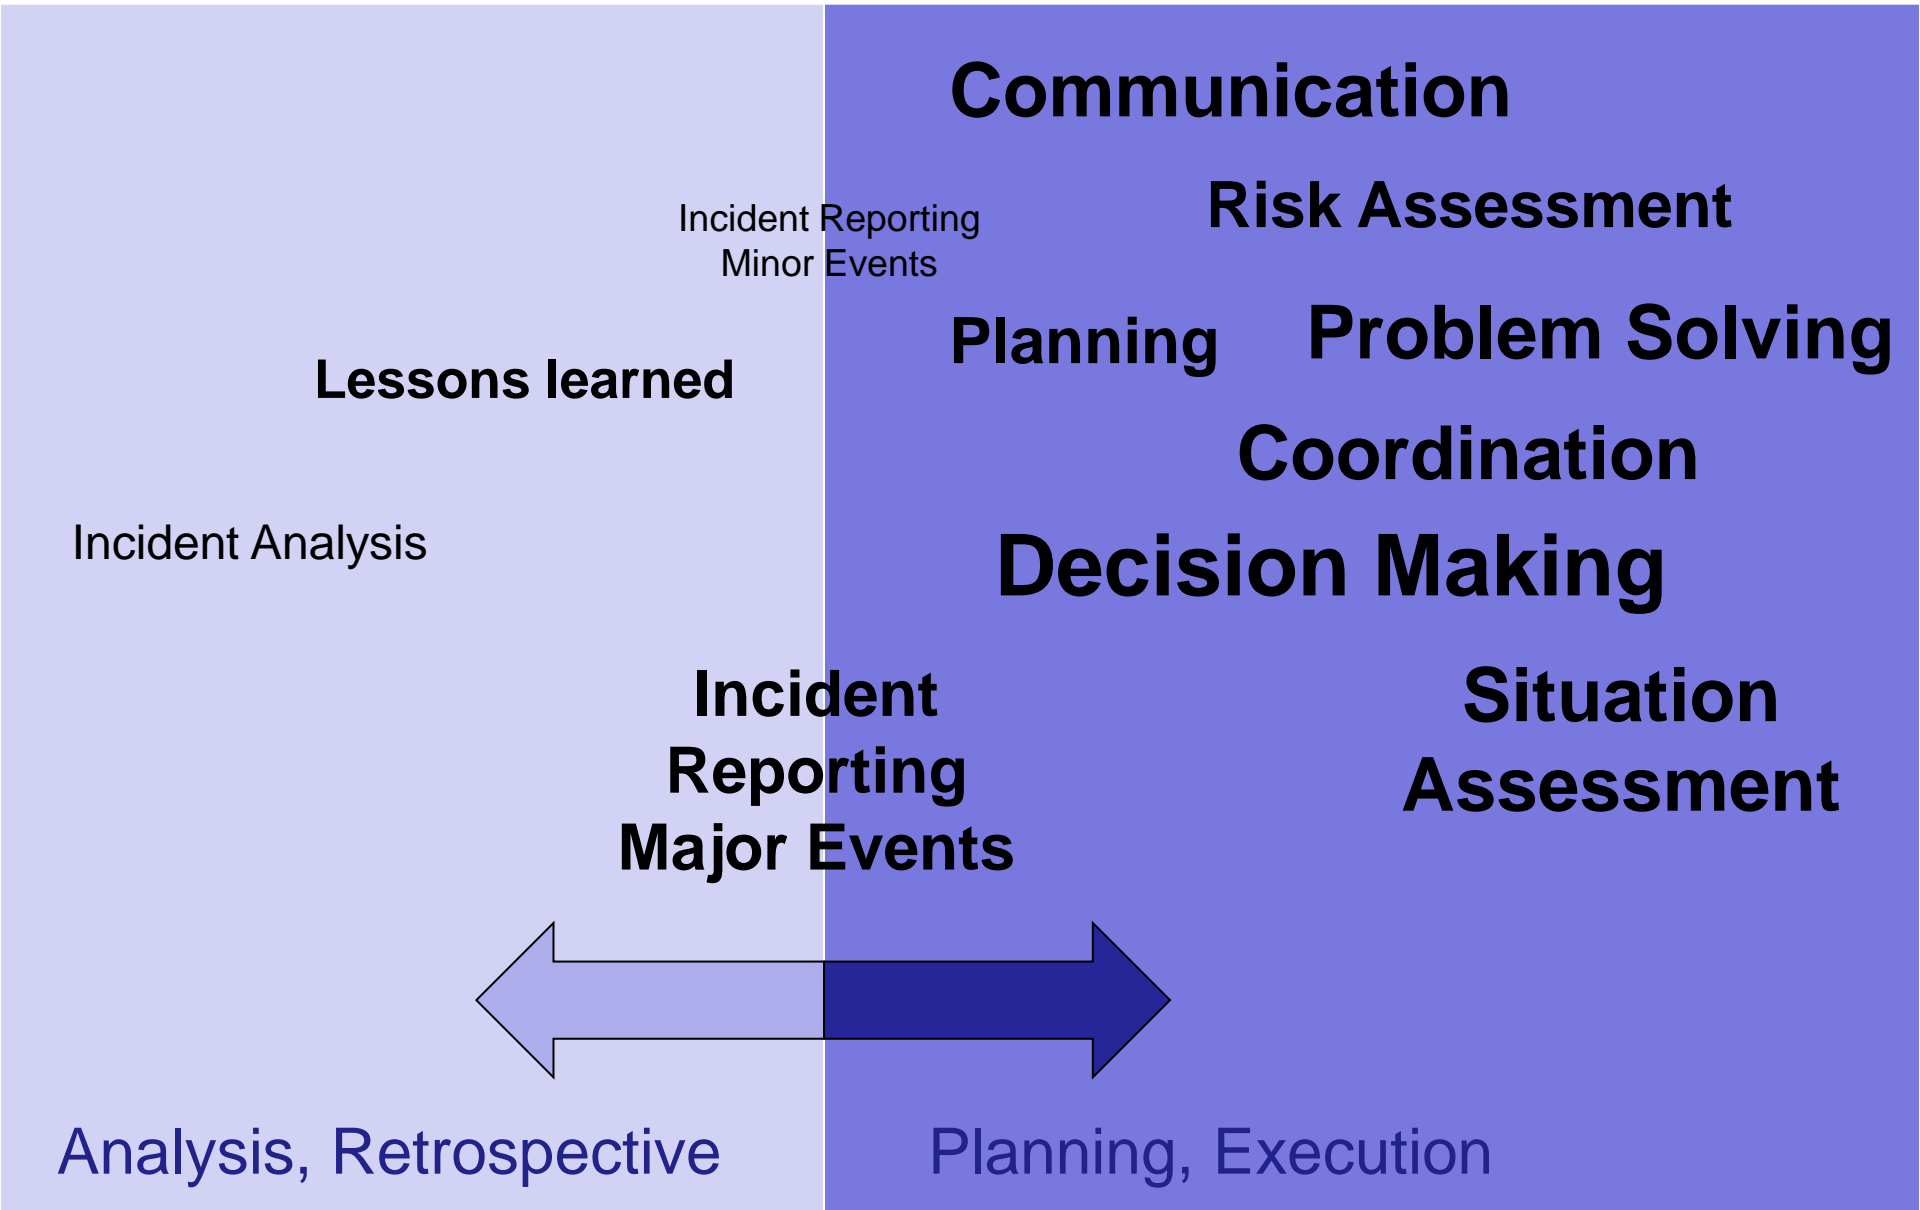 Communication
Risk Assessment
Incident Reporting
Minor Events
Planning
Problem Solving
Lessons learned
Coordination
Incident Analysis
Decision Making
Incident
Reporting
Major Events
Situation
Assessment
Analysis, Retrospective
Planning, Execution